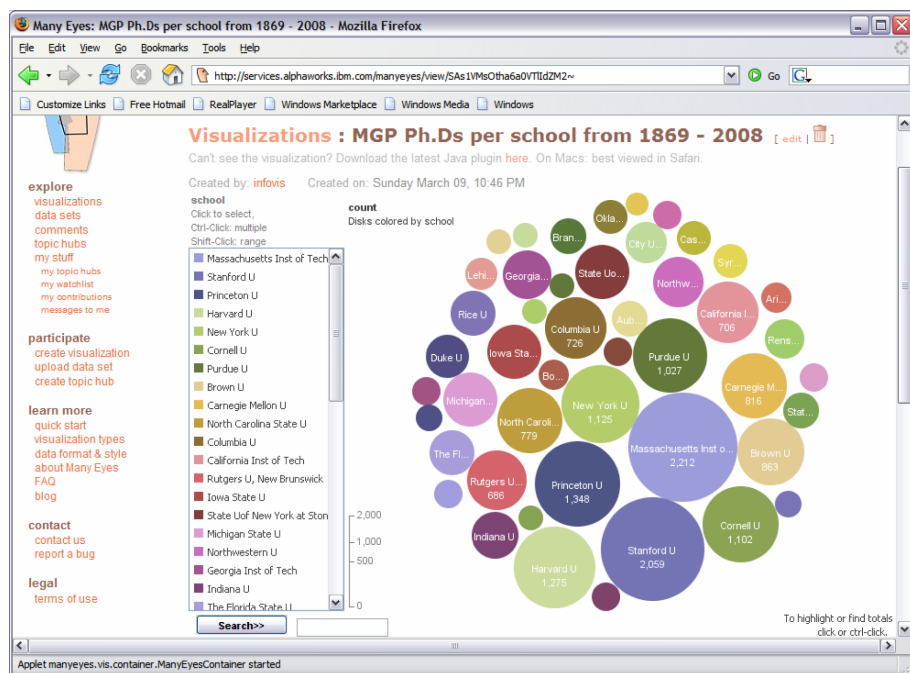 Many Eyes: MGP Ph.Ds per school from 1869 - 2008 - Mozilla Firefox
File Edit View Go Bookmarks Tools Help
http://services.alphaworks.ibm.com/manyeyes/view/SAs1VMsOtha6a0VTlIdZM2~
Go
G
Customize Links Free Hotmail RealPlayer Windows Marketplace Windows Media Windows
Visualizations : MGP Ph.Ds per school from 1869 - 2008 [ edit | ]
Can't see the visualization? Download the latest Java plugin here. On Macs: best viewed in Safari.
Created by: infovis Created on: Sunday March 09, 10:46 PM
explore
visualizations
data sets
comments
topic hubs
my stuff
my topic hubs
my watchlist
my contributions
messages to me
participate
create visualization
upload data set
create topic hub
learn more
quick start
visualization types
data format & style
about Many Eyes
FAQ
blog
contact
contact us
report a bug
legal
terms of use
school
Click to select,
Ctrl-Click: multiple
Shift-Click: range
Massachusetts Inst of Tech
Stanford U
Princeton U
Harvard U
New York U
Cornell U
Purdue U
Brown U
Carnegie Mellon U
North Carolina State U
Columbia U
California Inst of Tech
Rutgers U, New Brunswick
Iowa State U
State Uof New York at Ston
Michigan State U
Northwestern U
Georgia Inst of Tech
Indiana U
The Florida State U
Search>>
count
Disks colored by school
2,000
1,000
500
0
Okla...
Bran...
City U...
Cas...
Syr...
Lehi...
Georgia...
State Uo...
Northw...
Ari...
Rice U
Columbia U
726
Aub...
California I...
706
Rens...
Duke U
Iowa Sta...
Bo...
Purdue U
1,027
Michigan...
North Caroli...
779
New York U
1,125
Carnegie M...
816
Stat...
The Fl...
Massachusetts Inst o...
2,212
Brown U
863
Rutgers U...
686
Princeton U
1,348
Indiana U
Harvard U
1,275
Stanford U
2,059
Cornell U
1,102
To highlight or find totals
click or ctrl-click.
Applet manyeyes.vis.container.ManyEyesContainer started